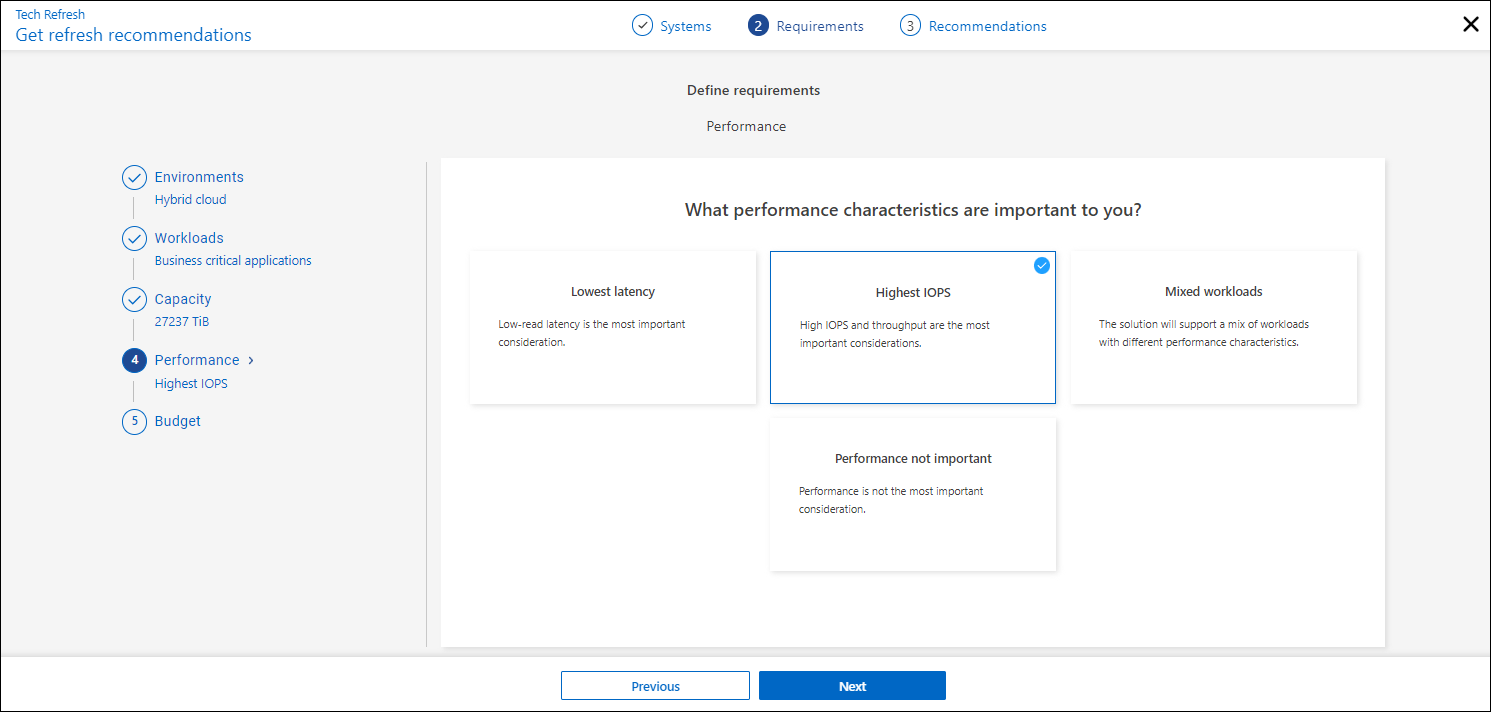 Tech Refresh
Get refresh recommendations
Systems
2 Requirements
3 Recommendations
Define requirements
Performance
Environments
Hybrid cloud
Workloads
Business critical applications
Capacity
27237 TiB
4 Performance
Highest IOPS
5 Budget
What performance characteristics are important to you?
Lowest latency
Low-read latency is the most important
consideration.
Highest IOPS
High IOPS and throughput are the most
important considerations.
Mixed workloads
The solution will support a mix of workloads
with different performance characteristics.
Performance not important
Performance is not the most important
consideration.
Previous
Next